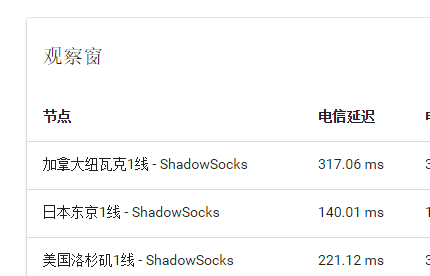 观察窗
节点 电信延迟
加拿大纽瓦克1线 - ShadowSocks 317.06 ms
日本东京1线 - ShadowSocks 140.01 ms
美国洛杉矶1线 - ShadowSocks 221.12 ms